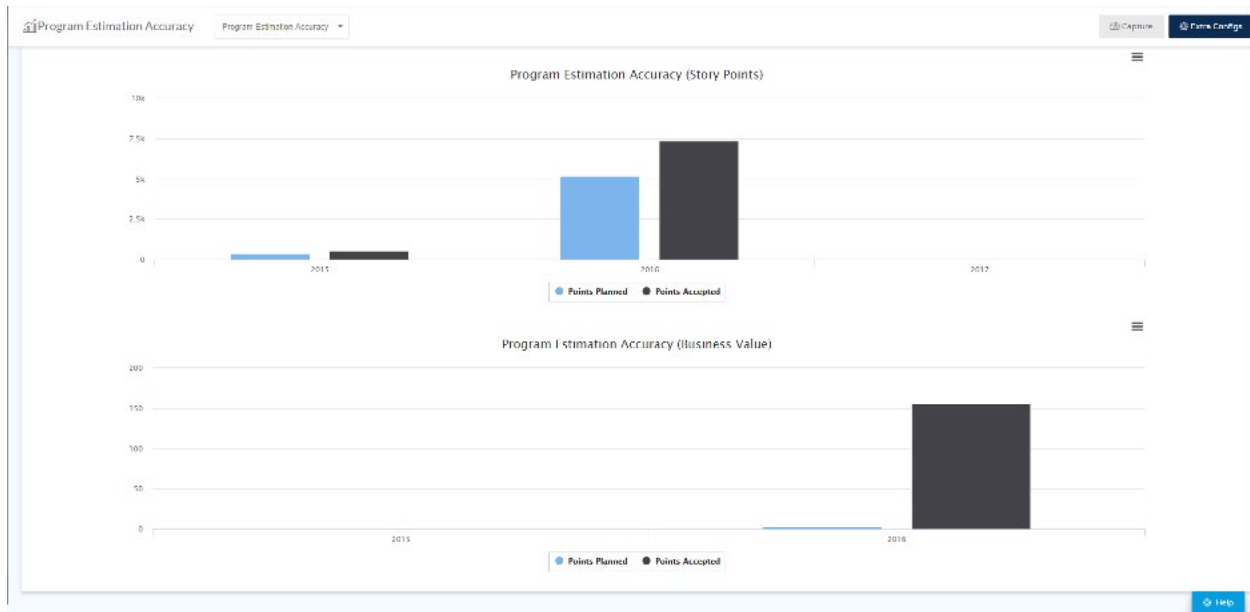 Program Estimation Accuracy
Program Estimation Accuracy
Capture
Extra Configs
Program Estimation Accuracy (Story Points)
10k
7.5k
5k
2.5k
0
2015
2016
2017
Points Planned
Points Accepted
Program Estimation Accuracy (Business Value)
200
150
100
50
0
2015
2016
Points Planned
Points Accepted
Help